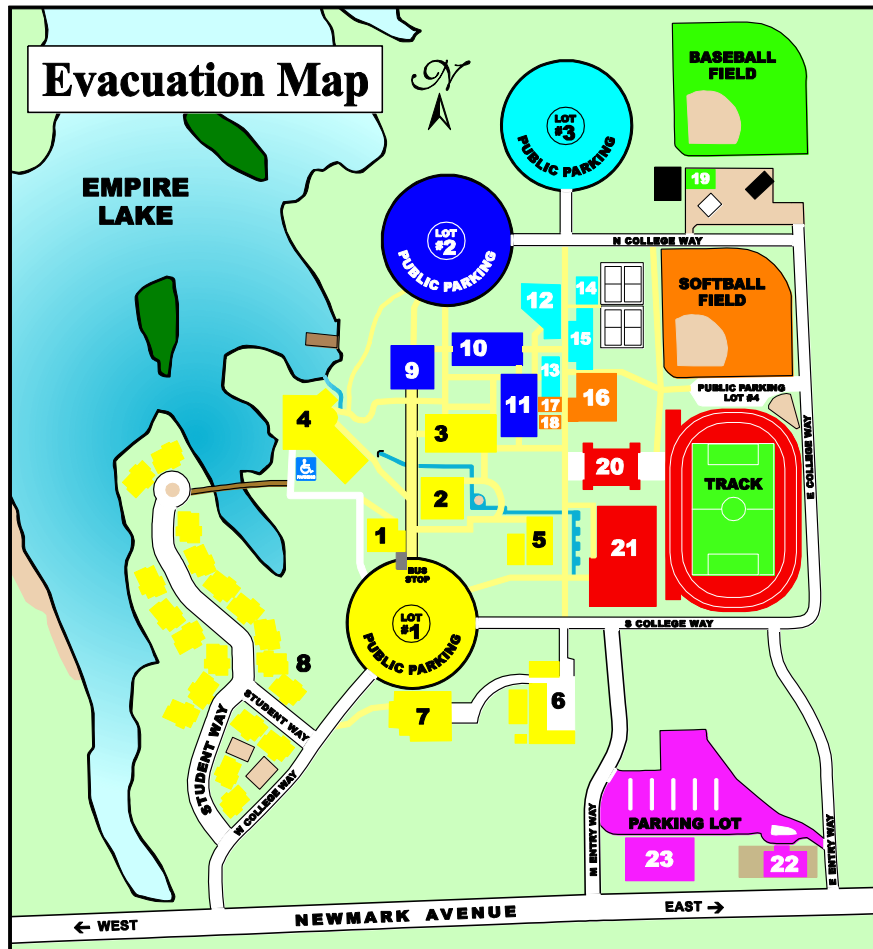 Evacuation Map
N
LOT
#3
PUBLIC PARKING
BASEBALL
FIELD
EMPIRE
LAKE
19
LOT
#2
PUBLIC PARKING
N COLLEGE WAY
SOFTBALL
FIELD
12
14
15
10
9
13
11
17
18
16
PUBLIC PARKING
LOT #4
4
3
PARKING
20
E COLLEGE WAY
TRACK
2
1
5
21
BUS
STOP
LOT
#1
PUBLIC PARKING
S COLLEGE WAY
8
STUDENT WAY
7
6
STUDENT WAY
W COLLEGE WAY
M ENTRY WAY
PARKING LOT
E ENTRY WAY
23
22
← WEST
NEWMARK AVENUE
EAST →